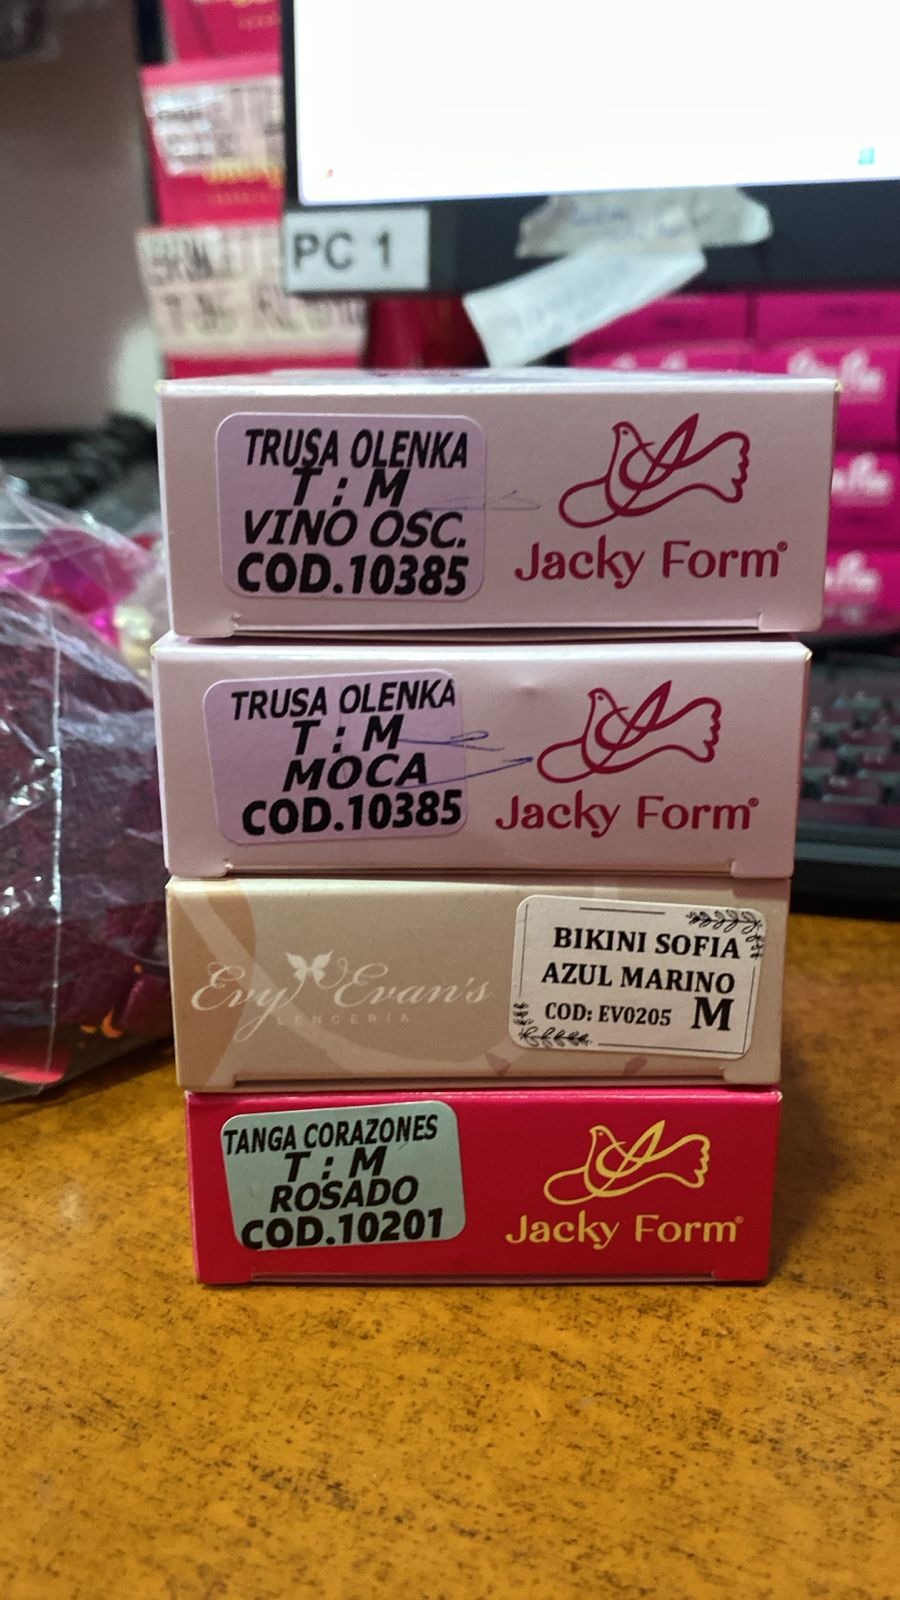 PC 1
TRUSA OLENKA
T : M
VINO OSC.
COD.10385
Jacky Form®
TRUSA OLENKA
T : M
MOCA
COD.10385
Jacky Form®
Evy Evan's
LENCERÍA
BIKINI SOFIA
AZUL MARINO
COD: EV0205 M
TANGA CORAZONES
T : M
ROSADO
COD.10201
Jacky Form®